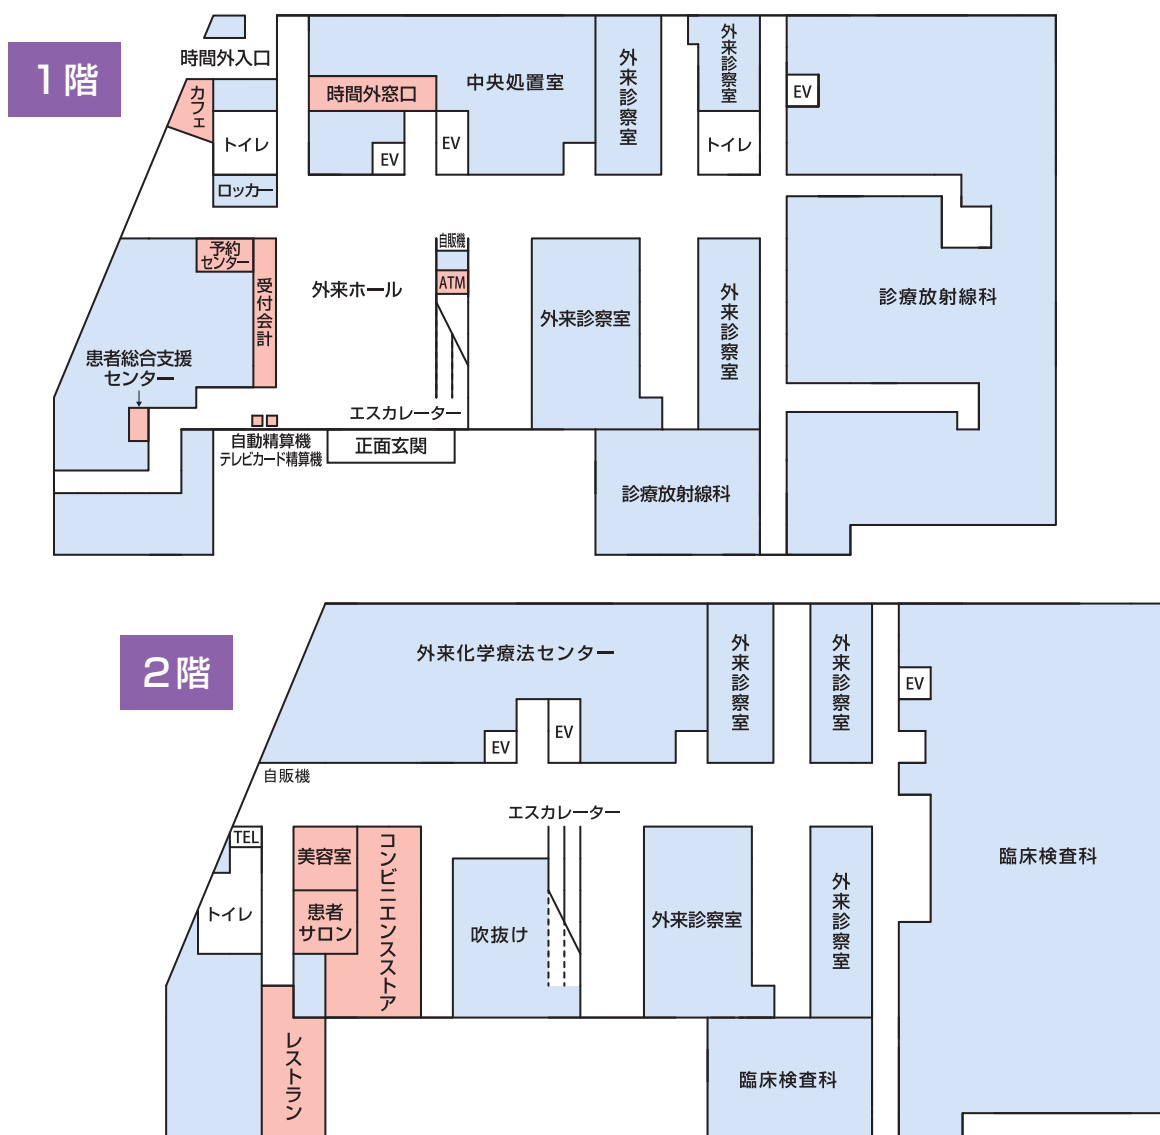 1階
時間外入口
カフェ
トイレ
ロッカー
時間外窓口
EV
EV
中央処置室
外来診察室
外来診察室
トイレ
EV
予約
センター
受付会計
患者総合支援
センター
外来ホール
自販機
ATM
エスカレーター
自動精算機
テレビカード精算機
正面玄関
外来診察室
外来診察室
診療放射線科
診療放射線科
2階
外来化学療法センター
EV
EV
外来診察室
外来診察室
EV
自販機
TEL
トイレ
美容室
患者
サロン
コンビニエンスストア
レストラン
エスカレーター
吹抜け
外来診察室
外来診察室
臨床検査科
臨床検査科